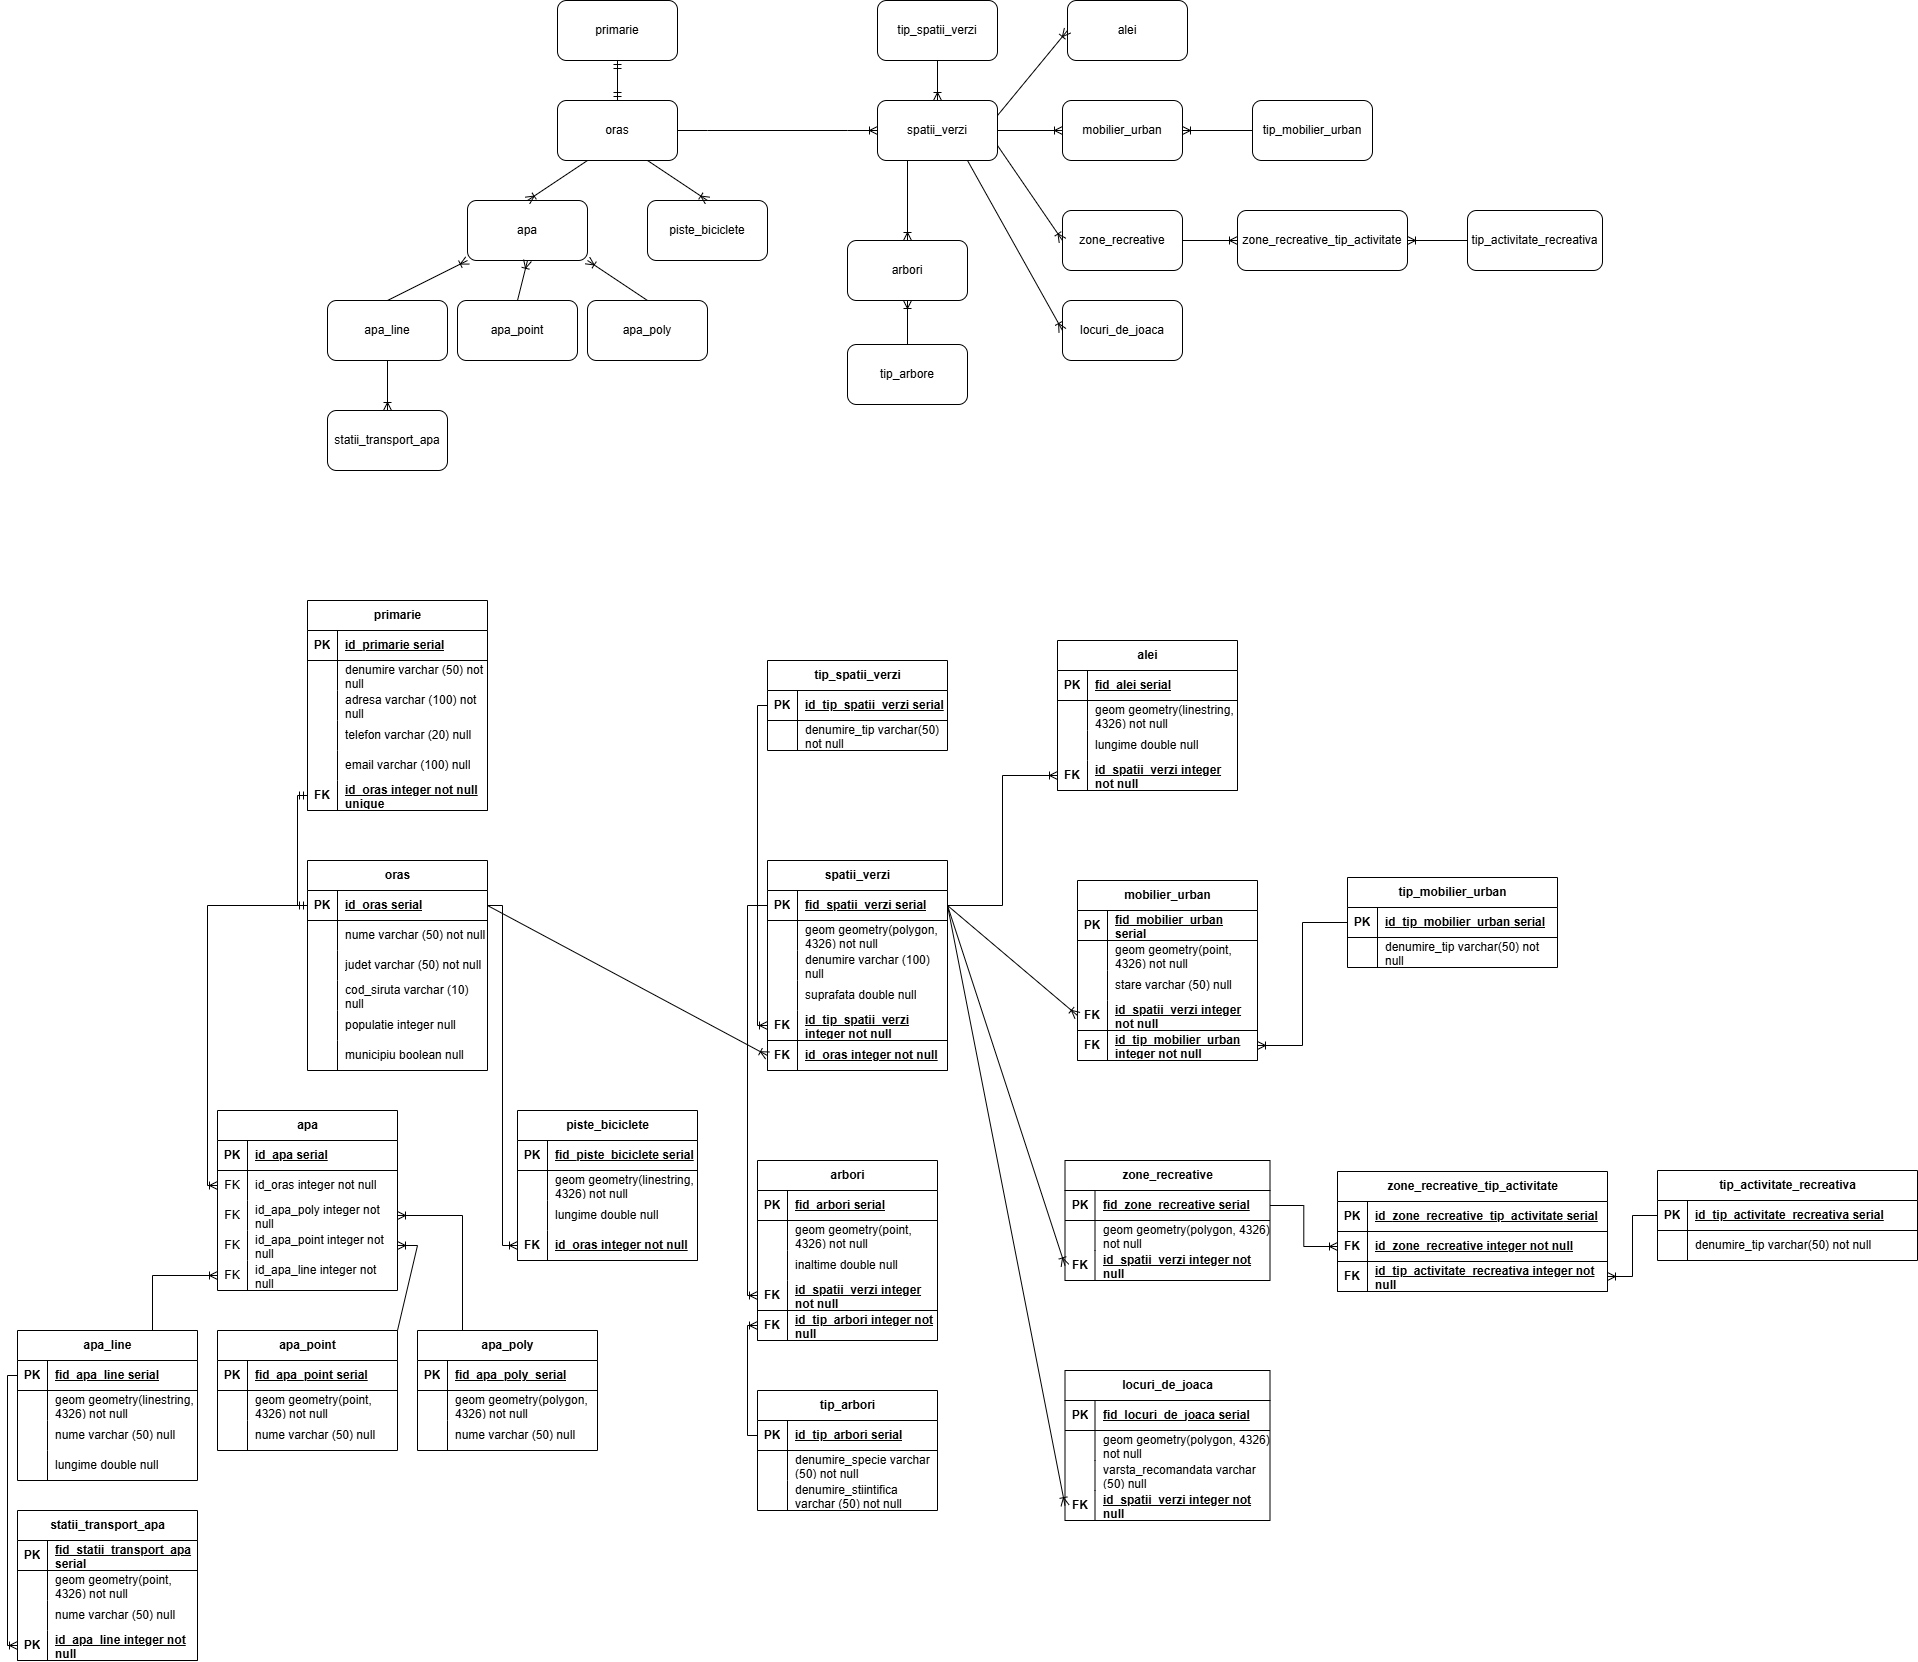 primarie
tip_spatii_verzi
alei
oras
spatii_verzi
mobilier_urban
tip_mobilier_urban
apa
piste_biciclete
zone_recreative
zone_recreative_tip_activitate
tip_activitate_recreativa
arbori
apa_line
apa_point
apa_poly
locuri_de_joaca
tip_arbore
statii_transport_apa
primarie
PK
id_primarie serial
denumire varchar (50) not
null
adresa varchar (100) not
null
telefon varchar (20) null
email varchar (100) null
FK
id_oras integer not null
unique
tip_spatii_verzi
PK
id_tip_spatii_verzi serial
denumire_tip varchar(50)
not null
alei
PK
fid_alei serial
geom geometry(linestring,
4326) not null
lungime double null
FK
id_spatii_verzi integer
not null
oras
PK
id_oras serial
nume varchar (50) not null
judet varchar (50) not null
cod_siruta varchar (10)
null
populatie integer null
municipiu boolean null
spatii_verzi
PK
fid_spatii_verzi serial
geom geometry(polygon,
4326) not null
denumire varchar (100)
null
suprafata double null
FK
id_tip_spatii_verzi
integer not null
FK
id_oras integer not null
mobilier_urban
PK
fid_mobilier_urban
serial
geom geometry(point,
4326) not null
stare varchar (50) null
FK
id_spatii_verzi integer
not null
FK
id_tip_mobilier_urban
integer not null
tip_mobilier_urban
PK
id_tip_mobilier_urban serial
denumire_tip varchar(50) not
null
apa
PK
id_apa serial
FK
id_oras integer not null
FK
id_apa_poly integer not
null
FK
id_apa_point integer not
null
FK
id_apa_line integer not
null
piste_biciclete
PK
fid_piste_biciclete serial
geom geometry(linestring,
4326) not null
lungime double null
FK
id_oras integer not null
arbori
PK
fid_arbori serial
geom geometry(point,
4326) not null
inaltime double null
FK
id_spatii_verzi integer
not null
FK
id_tip_arbori integer not
null
zone_recreative
PK
fid_zone_recreative serial
geom geometry(polygon, 4326)
not null
FK
id_spatii_verzi integer not
null
zone_recreative_tip_activitate
PK
id_zone_recreative_tip_activitate serial
FK
id_zone_recreative integer not null
FK
id_tip_activitate_recreativa integer not
null
tip_activitate_recreativa
PK
id_tip_activitate_recreativa serial
denumire_tip varchar(50) not null
apa_line
PK
fid_apa_line serial
geom geometry(linestring,
4326) not null
nume varchar (50) null
lungime double null
apa_point
PK
fid_apa_point serial
geom geometry(point,
4326) not null
nume varchar (50) null
apa_poly
PK
fid_apa_poly_serial
geom geometry(polygon,
4326) not null
nume varchar (50) null
tip_arbori
PK
id_tip_arbori serial
denumire_specie varchar
(50) not null
denumire_stiintifica
varchar (50) not null
locuri_de_joaca
PK
fid_locuri_de_joaca serial
geom geometry(polygon, 4326)
not null
varsta_recomandata varchar
(50) null
FK
id_spatii_verzi integer not
null
statii_transport_apa
PK
fid_statii_transport_apa
serial
geom geometry(point,
4326) not null
nume varchar (50) null
PK
id_apa_line integer not
null